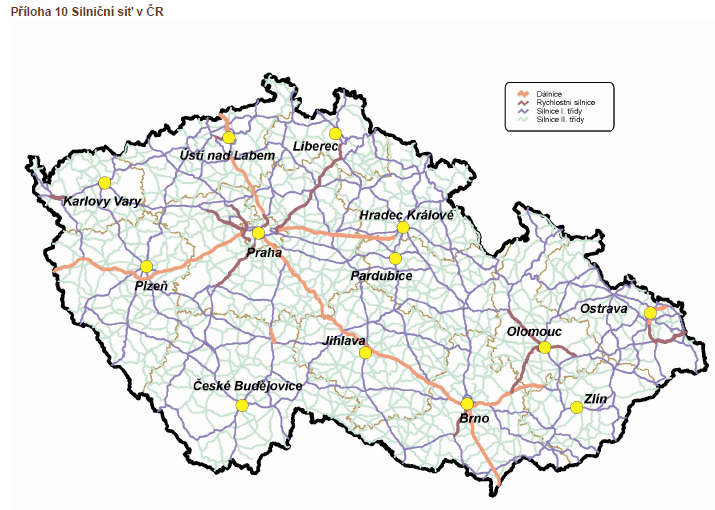 Příloha 10 Silniční síť v ČR
Dálnice
Rychlostní silnice
Silnice I. třídy
Silnice II. třídy
Ústí nad Labem
Liberec
Karlovy Vary
Hradec Králové
Praha
Plzeň
Pardubice
Ostrava
Olomouc
Jihlava
České Budějovice
Zlín
Brno